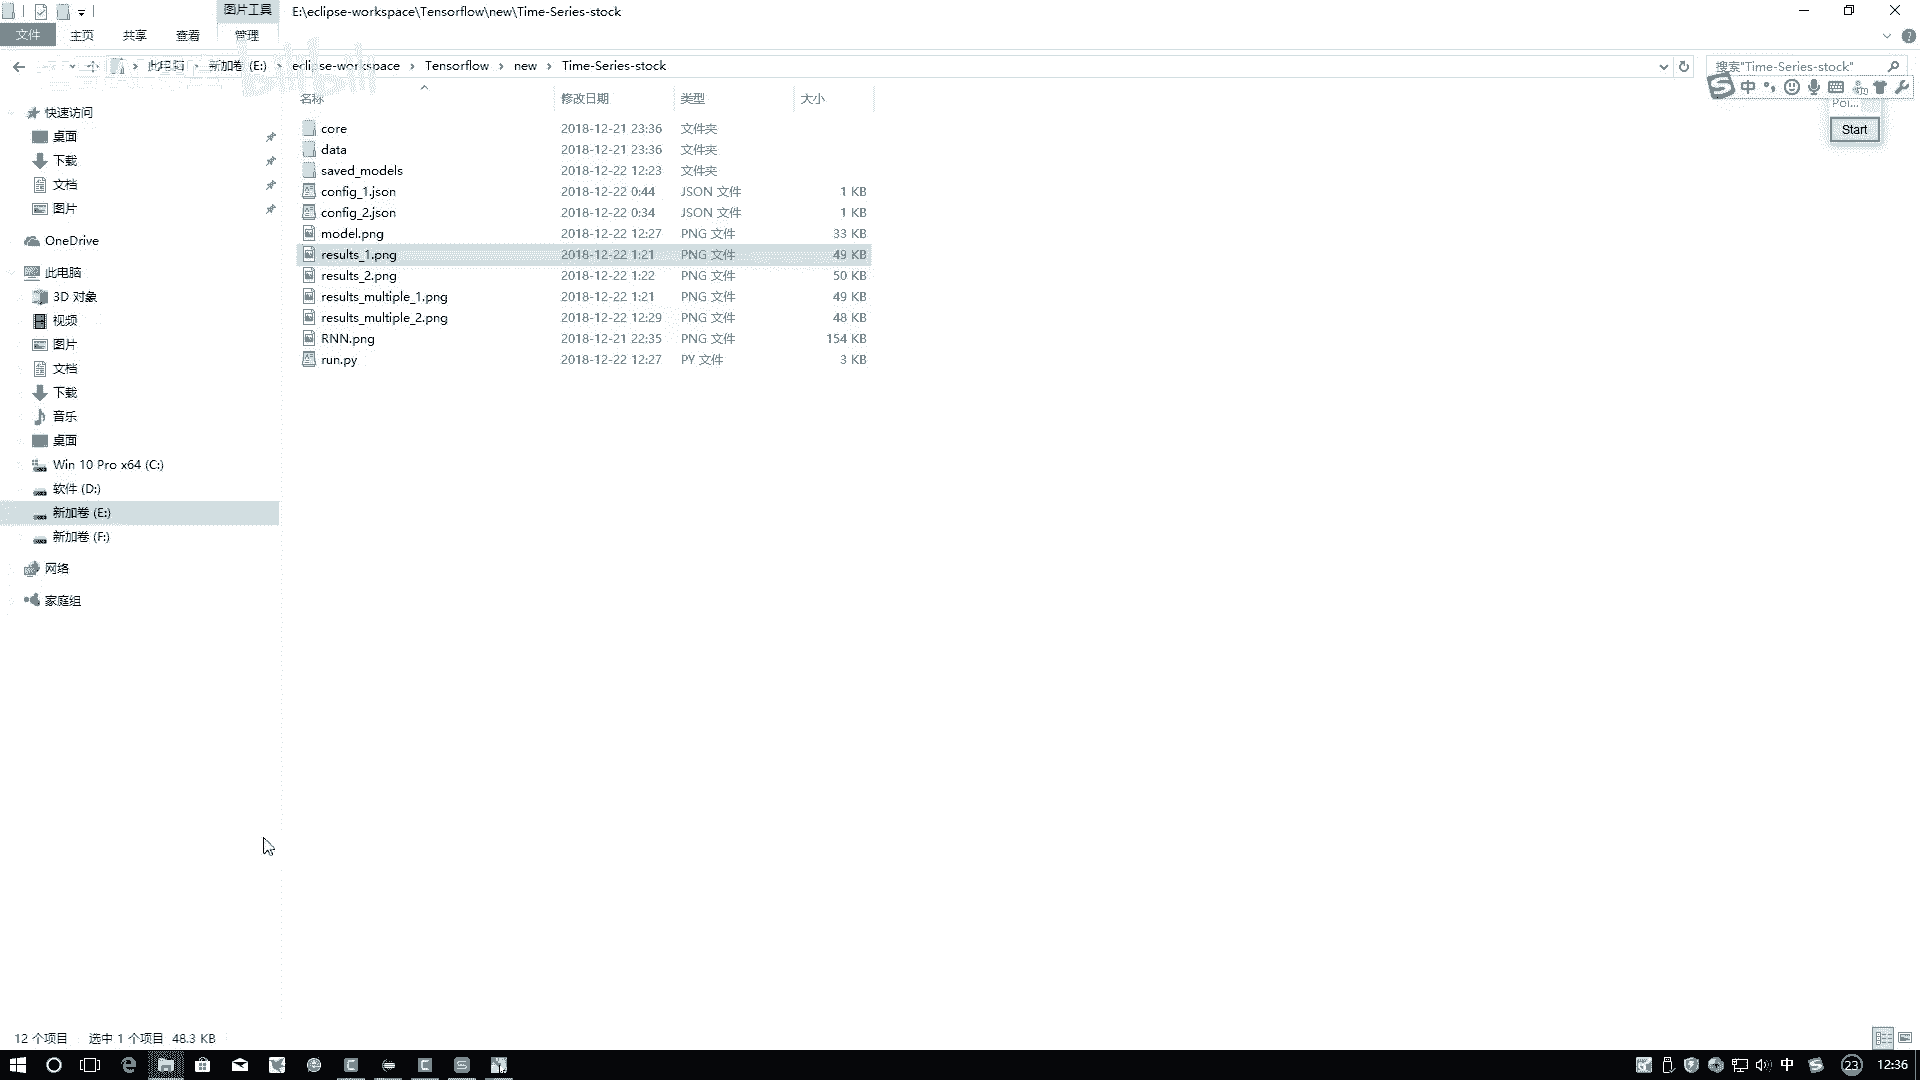 图片工具 E:\eclipse-workspace\Tensorflow\new\Time-Series-stock
文件 主页 共享 查看 管理
此电脑 新加卷 (E:) eclipse-workspace Tensorflow new Time-Series-stock 搜索"Time-Series-stock"
中
Poi...
Start
名称 修改日期 类型 大小
快速访问
桌面
下载
文档
图片
OneDrive
此电脑
3D 对象
视频
图片
文档
下载
音乐
桌面
Win 10 Pro x64 (C:)
软件 (D:)
新加卷 (E:)
新加卷 (F:)
网络
家庭组
core 2018-12-21 23:36 文件夹
data 2018-12-21 23:36 文件夹
saved_models 2018-12-22 12:23 文件夹
config_1.json 2018-12-22 0:44 JSON 文件 1 KB
config_2.json 2018-12-22 0:34 JSON 文件 1 KB
model.png 2018-12-22 12:27 PNG 文件 33 KB
results_1.png 2018-12-22 1:21 PNG 文件 49 KB
results_2.png 2018-12-22 1:22 PNG 文件 50 KB
results_multiple_1.png 2018-12-22 1:21 PNG 文件 49 KB
results_multiple_2.png 2018-12-22 12:29 PNG 文件 48 KB
RNN.png 2018-12-21 22:35 PNG 文件 154 KB
run.py 2018-12-22 12:27 PY 文件 3 KB
12 个项目 选中 1 个项目 48.3 KB
中 23 12:36